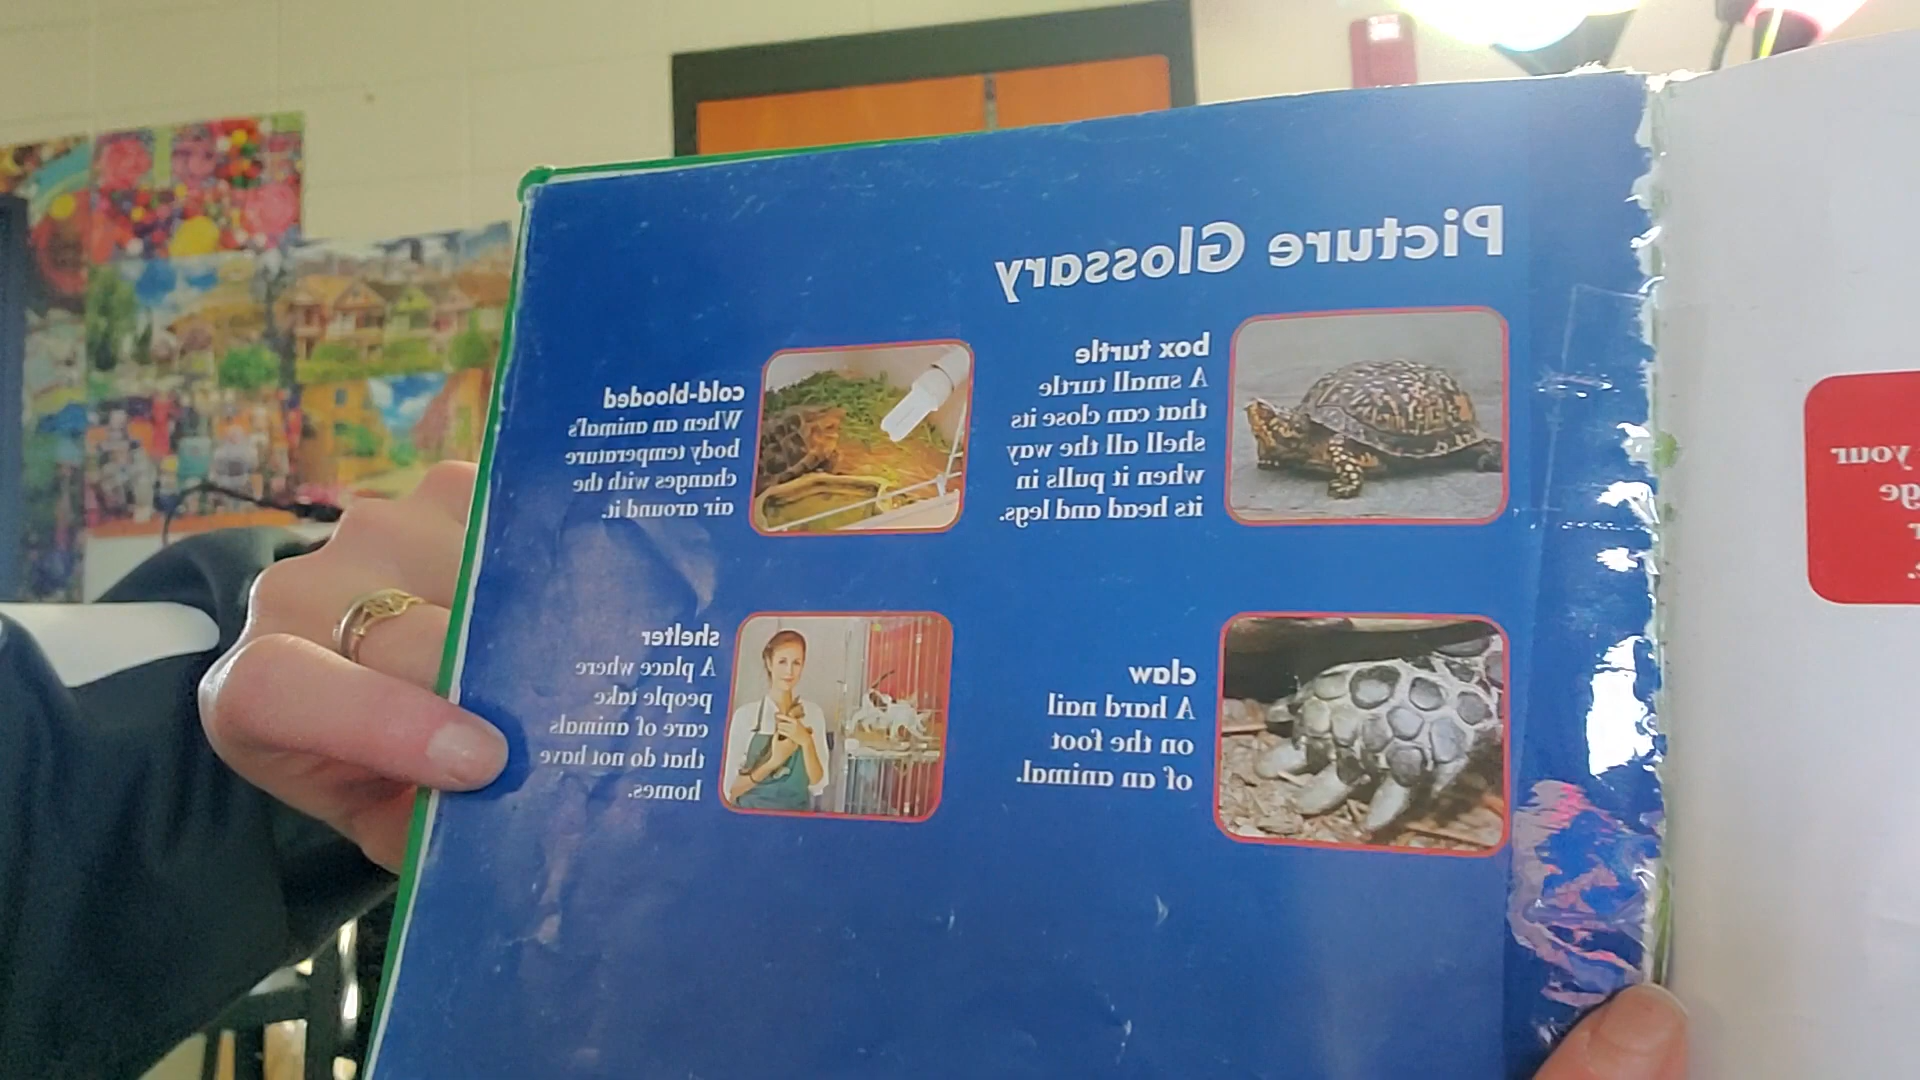 Picture Glossary
box turtle
A small turtle
that can close its
shell all the way
when it pulls in
its head and legs.
cold-blooded
When an animal's
body temperature
changes with the
air around it.
claw
A hard nail
on the foot
of an animal.
shelter
A place where
people take
care of animals
that do not have
homes.
your